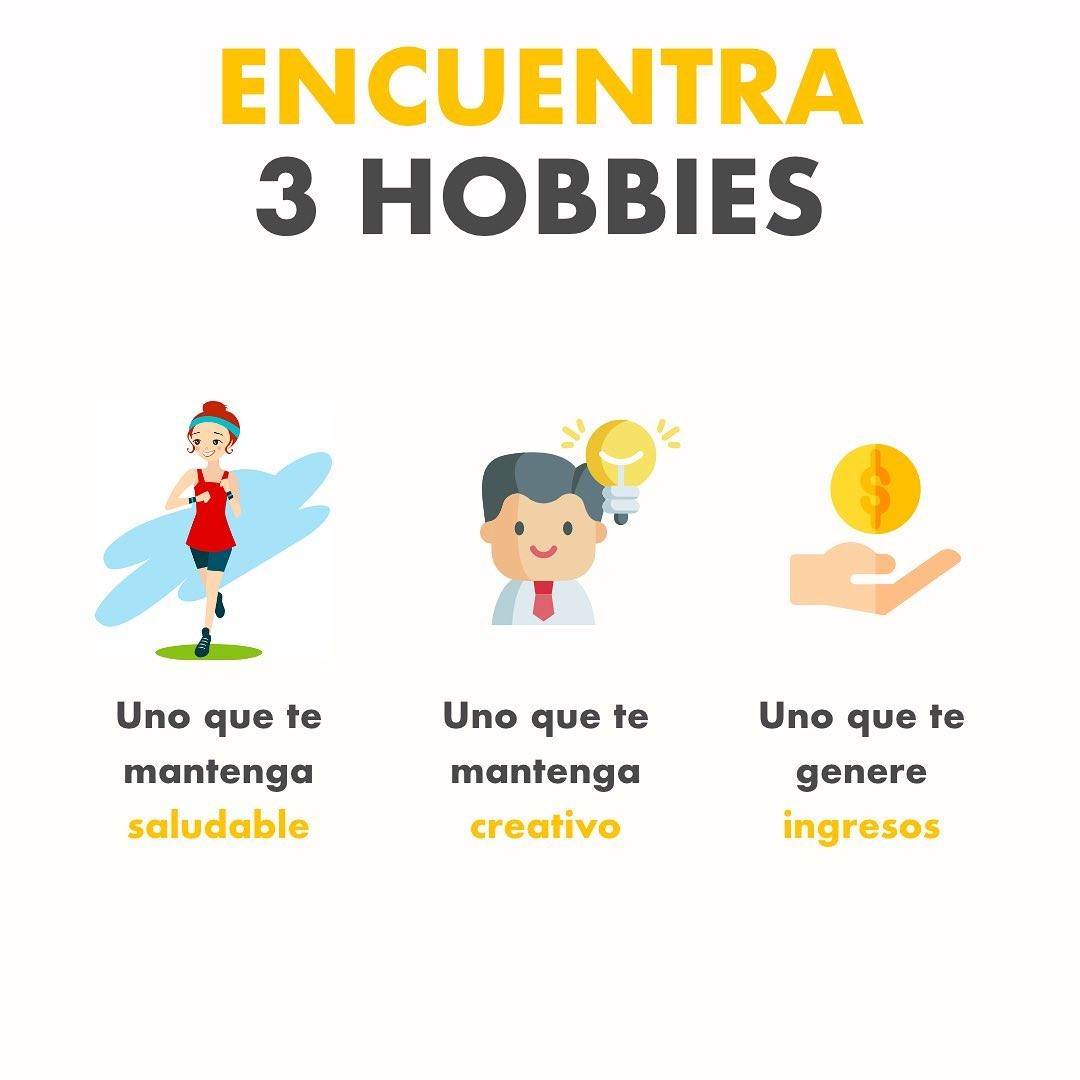 ENCUENTRA
3 HOBBIES
$
Uno que te
mantenga
saludable
Uno que te
mantenga
creativo
Uno que te
genere
ingresos